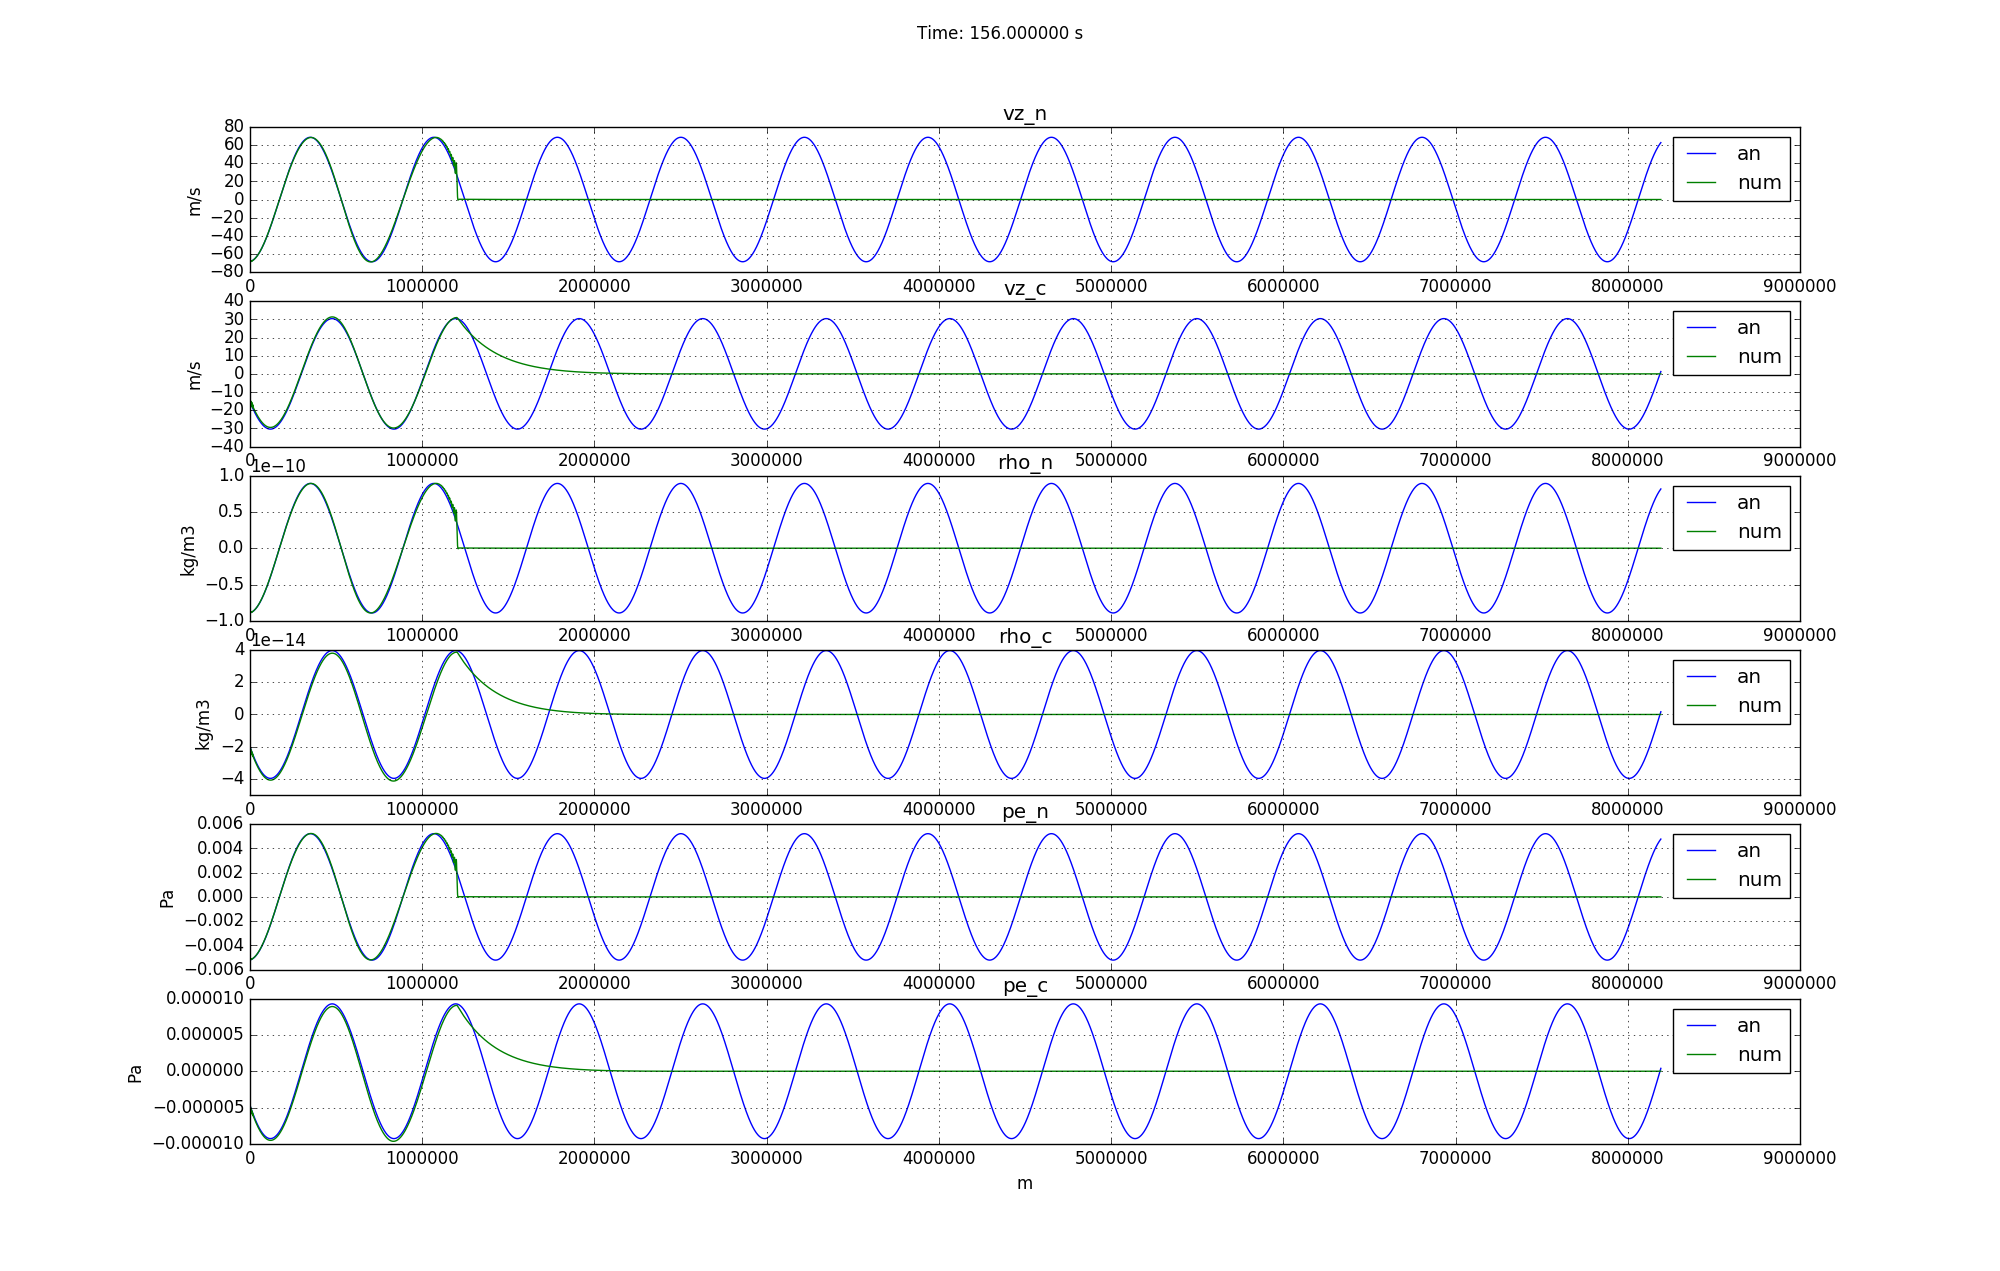 Time: 156.000000 s
vz_n
80
60
40
20
0
−20
−40
−60
−80
m/s
an
num
0 1000000 2000000 3000000 4000000 5000000 6000000 7000000 8000000 9000000
vz_c
40
30
20
10
0
−10
−20
−30
−40
m/s
an
num
0 1000000 2000000 3000000 4000000 5000000 6000000 7000000 8000000 9000000
1e−10
rho_n
1.0
0.5
0.0
−0.5
−1.0
kg/m3
an
num
0 1000000 2000000 3000000 4000000 5000000 6000000 7000000 8000000 9000000
1e−14
rho_c
4
2
0
−2
−4
kg/m3
an
num
0 1000000 2000000 3000000 4000000 5000000 6000000 7000000 8000000 9000000
pe_n
0.006
0.004
0.002
0.000
−0.002
−0.004
−0.006
Pa
an
num
0 1000000 2000000 3000000 4000000 5000000 6000000 7000000 8000000 9000000
pe_c
0.000010
0.000005
0.000000
−0.000005
−0.000010
Pa
an
num
0 1000000 2000000 3000000 4000000 5000000 6000000 7000000 8000000 9000000
m